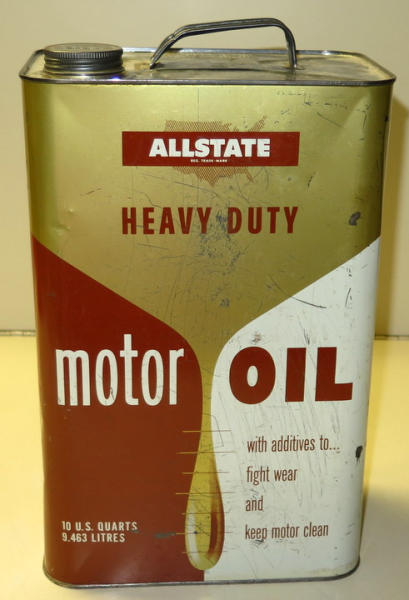 ALLSTATE
REG. TRADE-MARK
HEAVY DUTY
motor OIL
with additives to...
fight wear
and
keep motor clean
10 U.S. QUARTS
9.463 LITRES